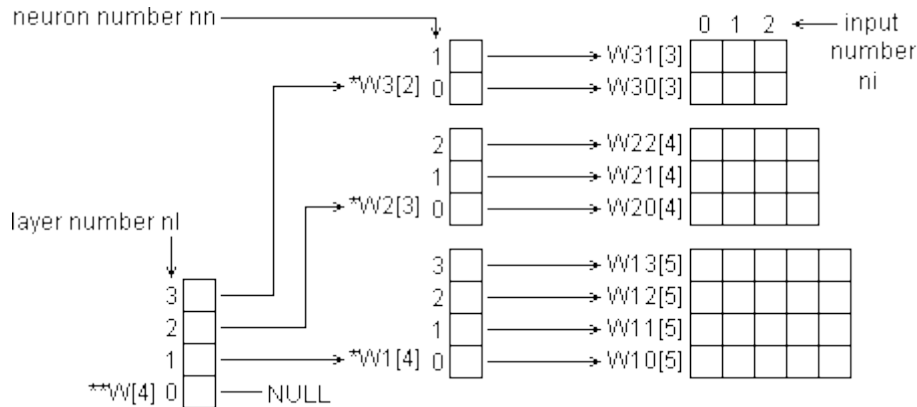 neuron number nn
0 1 2
input number ni
1
W31[3]
*W3[2] 0
W30[3]
2
W22[4]
1
W21[4]
*W2[3] 0
W20[4]
layer number nl
3
W13[5]
3
2
W12[5]
2
1
W11[5]
1
*W1[4] 0
W10[5]
**W[4] 0
NULL